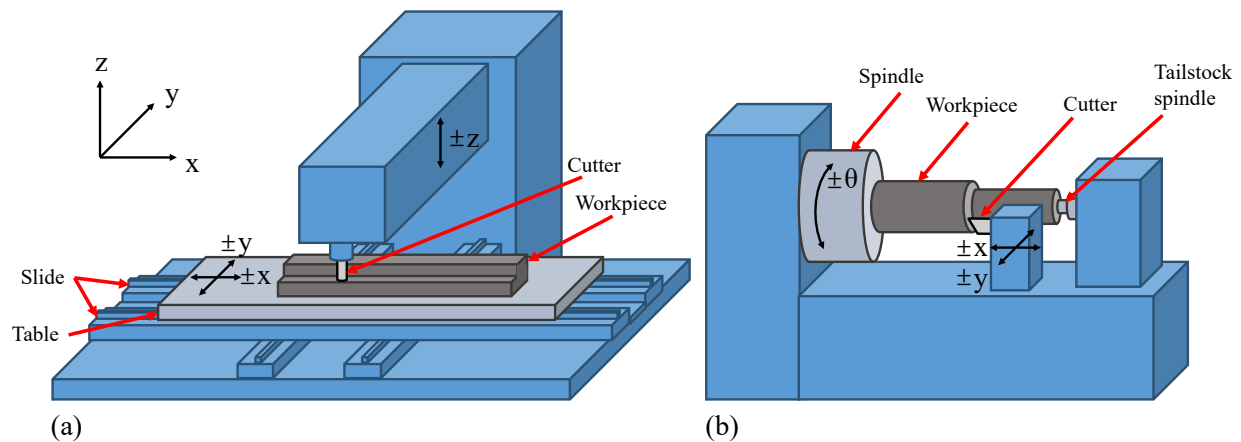 z
y
x
±z
Cutter
Workpiece
±y
±x
Slide
Table
(a)
Spindle
Workpiece
Cutter
Tailstock
spindle
±θ
±x
±y
(b)